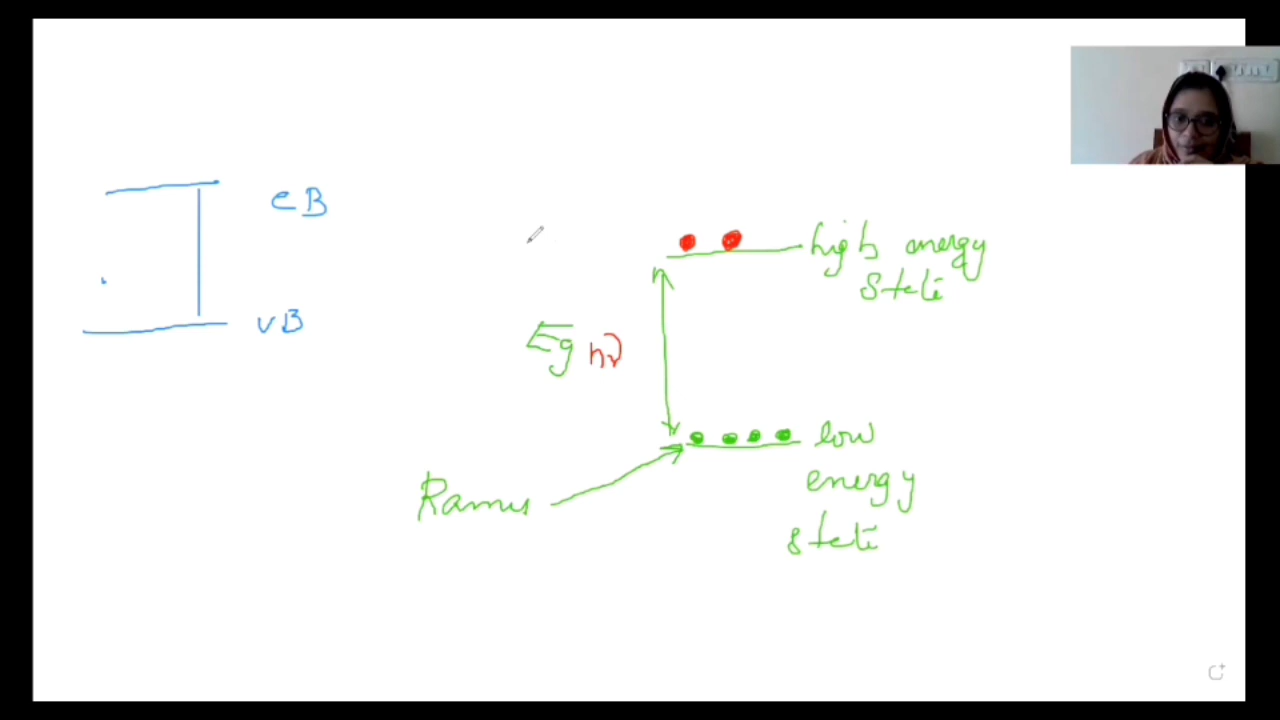 CB
VB
high energy
state
Eg hν
low
energy
state
Ramu